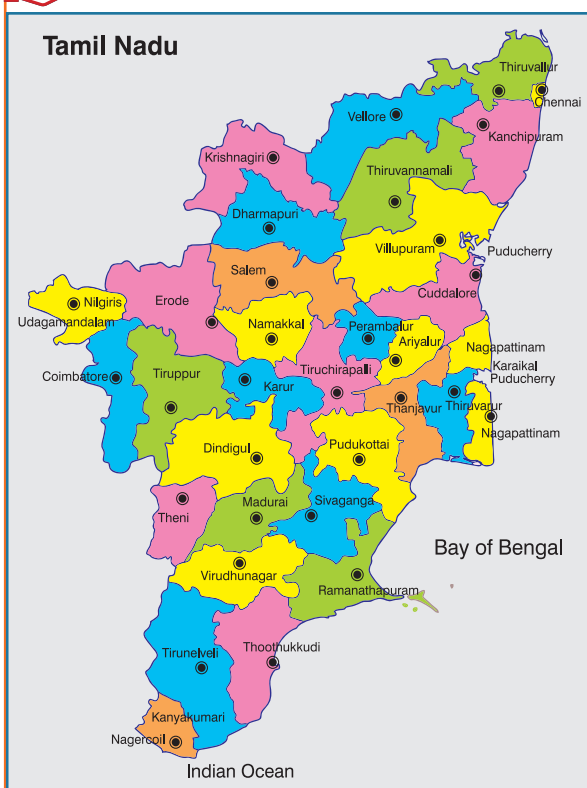 Tamil Nadu
Thiruvallur
Chennai
Vellore
Kanchipuram
Krishnagiri
Thiruvannamali
Dharmapuri
Villupuram
Puducherry
Salem
Cuddalore
Nilgiris
Erode
Udagamandalam
Namakkal
Perambalur
Ariyalur
Nagapattinam
Karaikal
Puducherry
Coimbatore
Tiruppur
Karur
Tiruchirapalli
Thanjavur
Thiruvarur
Nagapattinam
Dindigul
Pudukottai
Theni
Madurai
Sivaganga
Bay of Bengal
Virudhunagar
Ramanathapuram
Tirunelveli
Thoothukkudi
Kanyakumari
Nagercoil
Indian Ocean